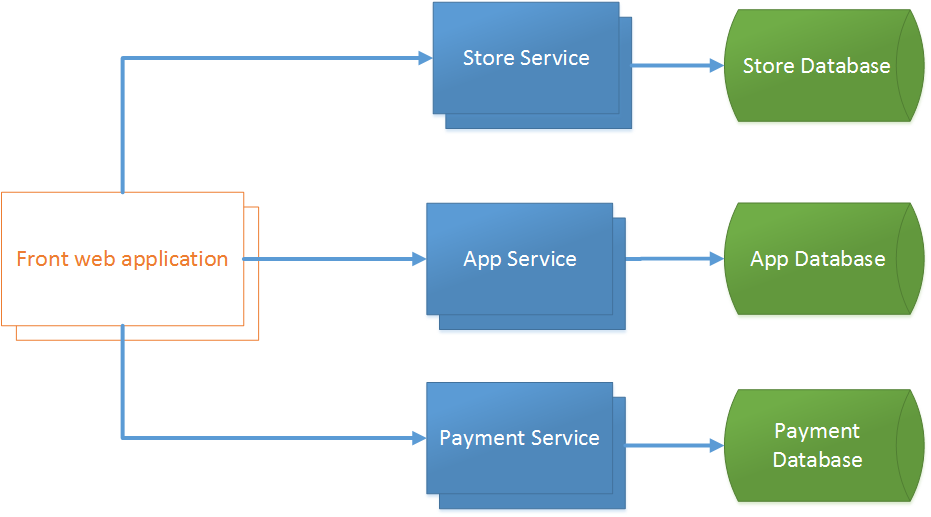 Store Service
Store Database
Front web application
App Service
App Database
Payment Service
Payment
Database